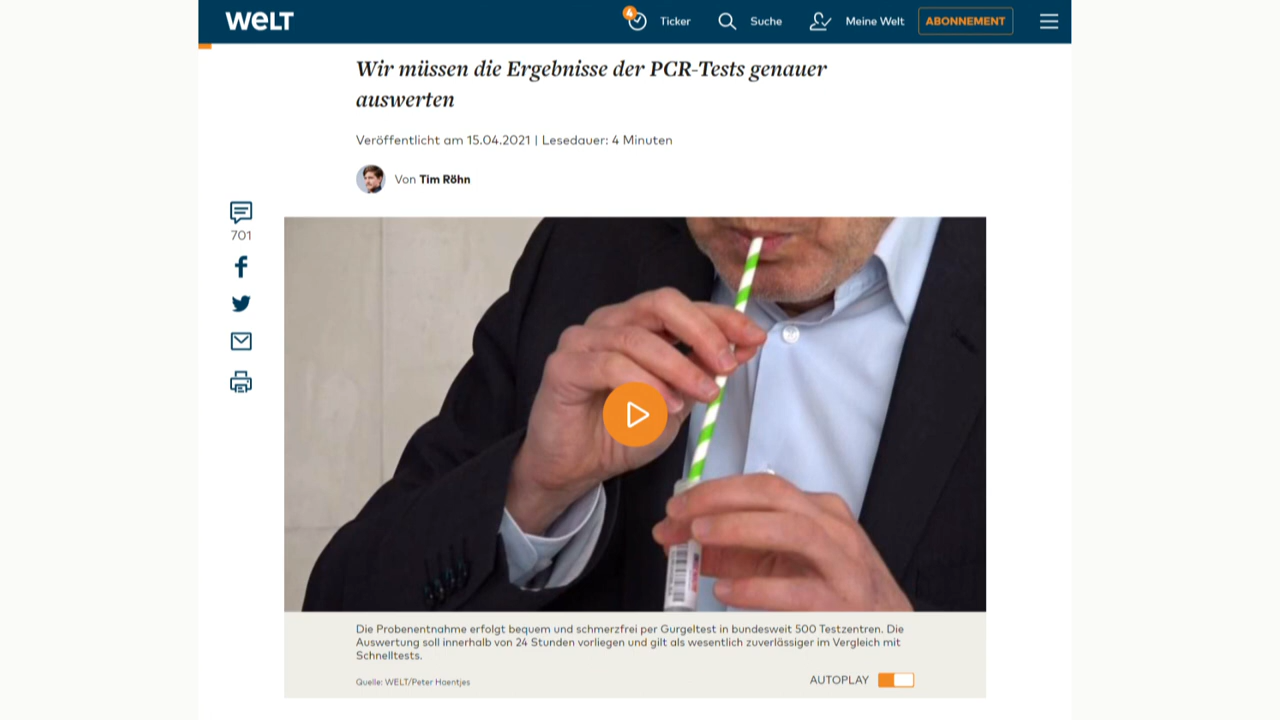 WELT
4
Ticker
Suche
Meine Welt
ABONNEMENT
Wir müssen die Ergebnisse der PCR-Tests genauer
auswerten
Veröffentlicht am 15.04.2021 | Lesedauer: 4 Minuten
Von Tim Röhn
701
Die Probenentnahme erfolgt bequem und schmerzfrei per Gurgeltest in bundesweit 500 Testzentren. Die
Auswertung soll innerhalb von 24 Stunden vorliegen und gilt als wesentlich zuverlässiger im Vergleich mit
Schnelltests.
Quelle: WELT/Peter Haentjes
AUTOPLAY